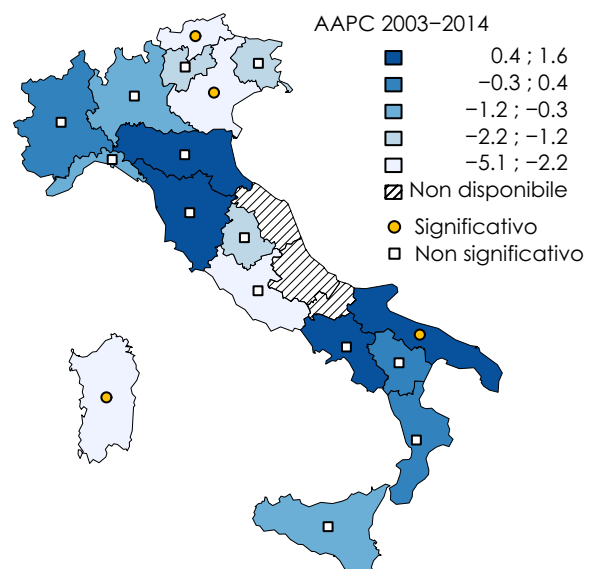 AAPC 2003−2014
0.4 ; 1.6
−0.3 ; 0.4
−1.2 ; −0.3
−2.2 ; −1.2
−5.1 ; −2.2
Non disponibile
Significativo
Non significativo